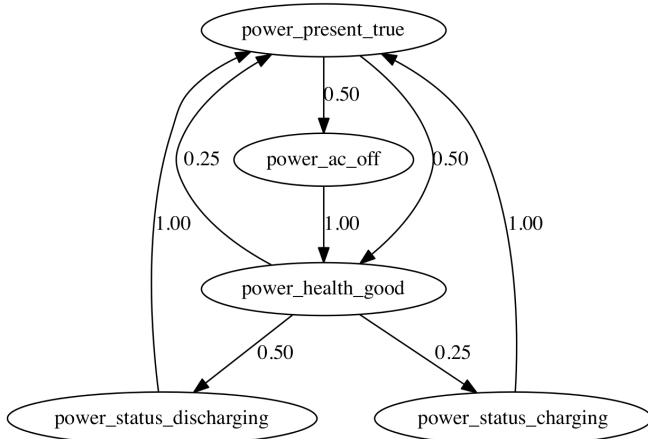 power_present_true
0.50
power_ac_off
0.25
0.50
1.00
1.00
1.00
power_health_good
0.50
0.25
power_status_discharging
power_status_charging